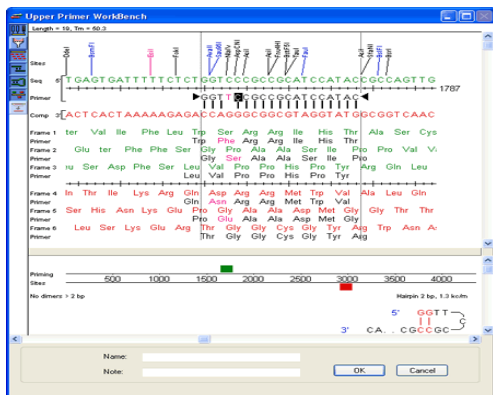 Upper Primer WorkBench
Length = 19, Tm = 50.3
Sites
Seq 5' TGAGTGATTTTTCTCTGGTCCCGCCGCATCCATACCGCCAGTTG 1787
Primer GGTTCCGCCGCATCCATAC
Comp 3' ACTCACTAAAAAGAGACCAGGGCGGCGTAGGTATGGCGGTCAAC
Frame 1 ter Val Ile Phe Leu Trp Ser Arg Arg Ile His Thr Ala Ser Cys
Primer Trp Phe Arg Arg Ile His Thr
Frame 2 Glu ter Phe Phe Ser Gly Pro Ala Ala Ser Ile Pro Pro Val Val
Primer Gly Ser Ala Ala Ser Ile Pro
Frame 3 Ser Asp Phe Ser Leu Val Pro Pro His Pro Tyr Arg Gln Leu
Primer Leu Val Pro Pro His Pro Tyr
Frame 4 Thr Ile Lys Arg Gln Asp Arg Arg Met Trp Val Ala Leu Gln
Primer Gln Asn Arg Arg Met Trp Val
Frame 5 Ser His Asn Lys Glu Pro Gly Ala Ala Asp Met Gly Gly Thr Thr
Primer Pro Glu Ala Ala Asp Met Gly
Frame 6 Leu Ser Lys Glu Arg Thr Gly Gly Cys Gly Tyr Arg Trp Asn
Primer Thr Gly Gly Cys Gly Tyr Arg
Priming Sites
500 1000 1500 2000 2500 3000 3500 4000
No dimers > 2 bp
Hairpin 2 bp,
5' GGTT
C
3' CA. . CGCCGC
Name:
Note:
OK Cancel